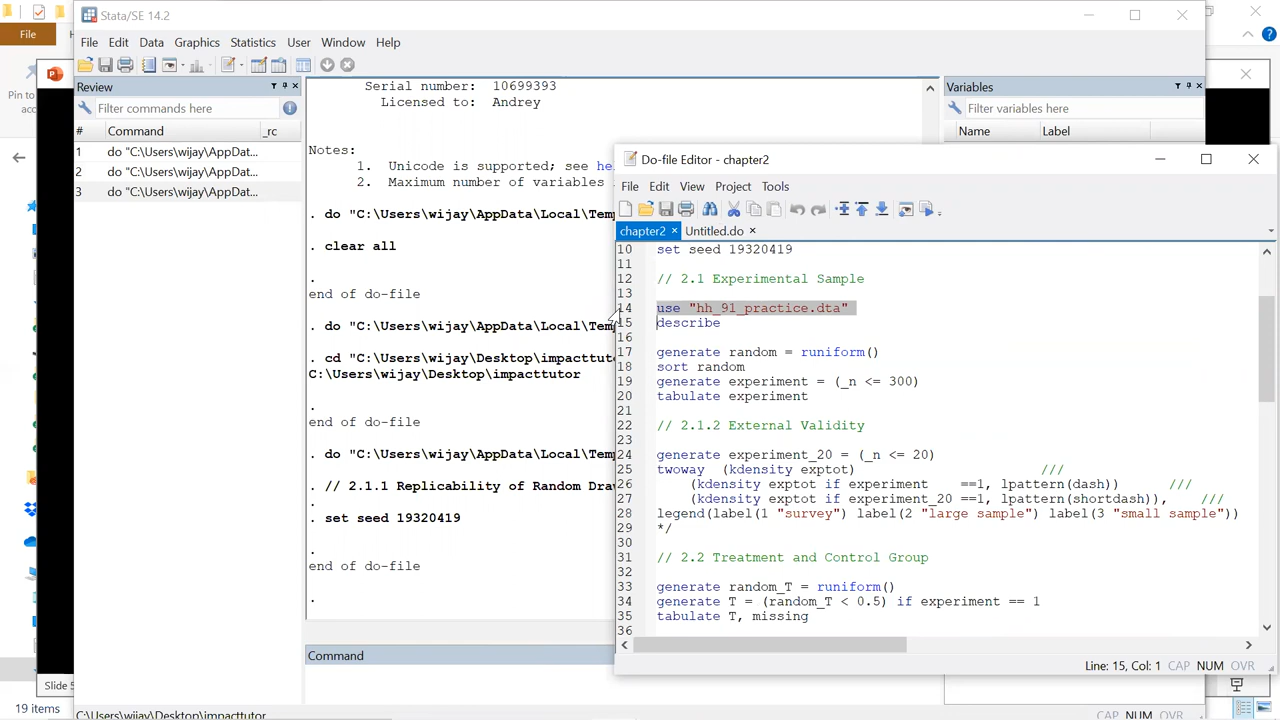 File
Stata/SE 14.2
File Edit Data Graphics Statistics User Window Help
Pin to
Review
Filter commands here
# Command _rc
1 do "C:\Users\wijay\AppDat...
2 do "C:\Users\wijay\AppDat...
3 do "C:\Users\wijay\AppDat...
Serial number: 10699393
Licensed to: Andrey
Notes:
1. Unicode is supported; see
2. Maximum number of variables
. do "C:\Users\wijay\AppData\Local\Tem
. clear all
.
end of do-file
. do "C:\Users\wijay\AppData\Local\Tem
. cd "C:\Users\wijay\Desktop\impacttuto
C:\Users\wijay\Desktop\impacttutor
.
end of do-file
. do "C:\Users\wijay\AppData\Local\Tem
. // 2.1.1 Replicability of Random Draw
.
. set seed 19320419
.
end of do-file
.
Command
Variables
Filter variables here
Name Label
Do-file Editor - chapter2
File Edit View Project Tools
chapter2 × Untitled.do ×
10 set seed 19320419
11
12 // 2.1 Experimental Sample
13
14 use "hh_91_practice.dta"
15 describe
16
17 generate random = runiform()
18 sort random
19 generate experiment = (_n <= 300)
20 tabulate experiment
21
22 // 2.1.2 External Validity
23
24 generate experiment_20 = (_n <= 20)
25 twoway (kdensity exptot) ///
26 (kdensity exptot if experiment ==1, lpattern(dash)) ///
27 (kdensity exptot if experiment_20 ==1, lpattern(shortdash)), ///
28 legend(label(1 "survey") label(2 "large sample") label(3 "small sample"))
29 */
30
31 // 2.2 Treatment and Control Group
32
33 generate random_T = runiform()
34 generate T = (random_T < 0.5) if experiment == 1
35 tabulate T, missing
36
Line: 15, Col: 1 CAP NUM OVR
Slide 5
19 items
C:\Users\wijay\Desktop\impacttutor
CAP NUM OVR